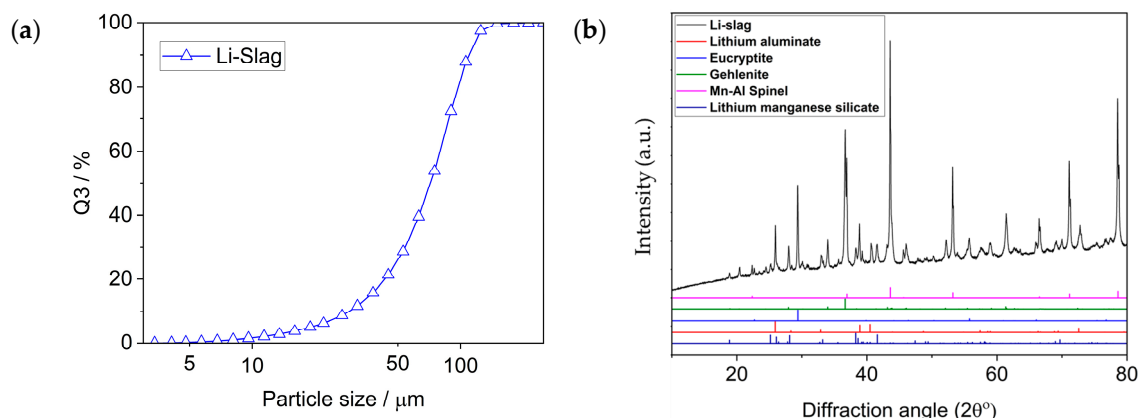 (a)
Li-Slag
Q3 / %
100
80
60
40
20
0
5
10
50
100
Particle size / μm
(b)
Li-slag
Lithium aluminate
Eucryptite
Gehlenite
Mn-Al Spinel
Lithium manganese silicate
Intensity (a.u.)
20
40
60
80
Diffraction angle (2θº)